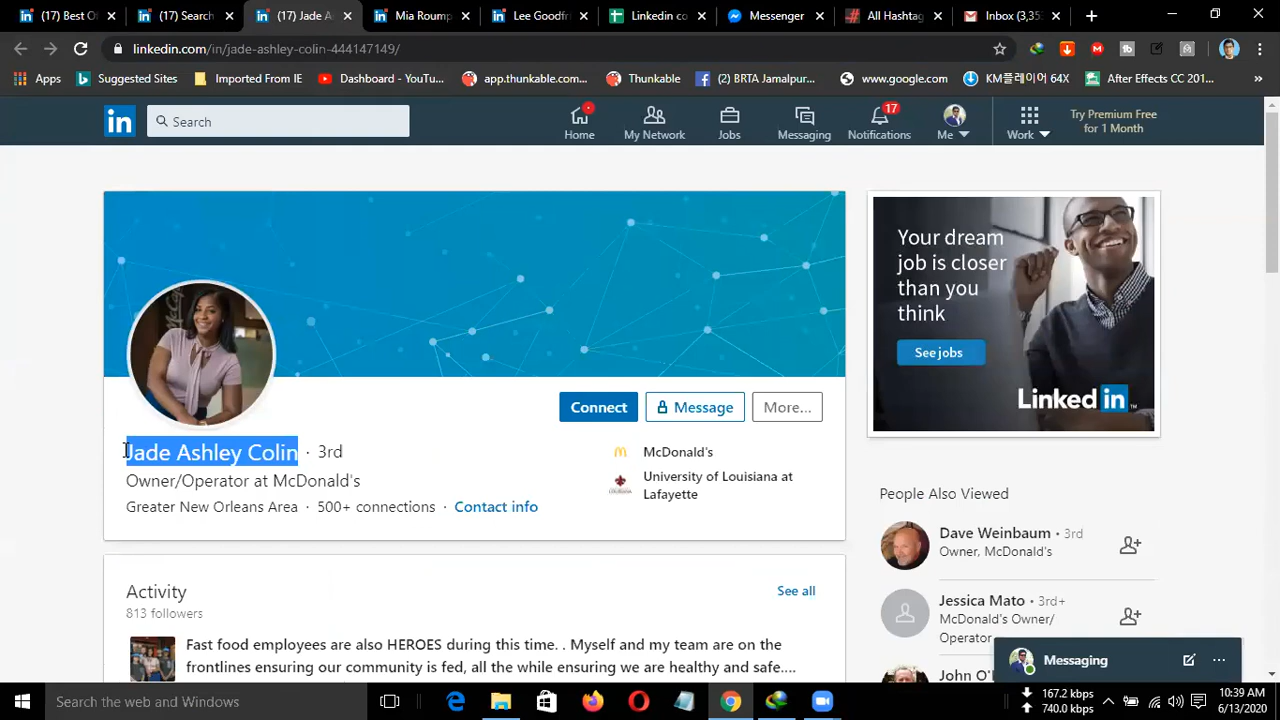 (17) Best O
(17) Search
(17) Jade A
Mia Roump
Lee Goodfr
Linkedin co
Messenger
All Hashtag
Inbox (3,35
linkedin.com/in/jade-ashley-colin-444147149/
Apps
Suggested Sites
Imported From IE
Dashboard - YouTu...
app.thunkable.com...
Thunkable
(2) BRTA Jamalpur...
www.google.com
KM플레이어 64X
After Effects CC 201...
in
Search
Home
My Network
Jobs
Messaging
17
Notifications
Me
Work
Try Premium Free
for 1 Month
Your dream
job is closer
than you
think
See jobs
Linked in
Connect
Message
More...
Jade Ashley Colin · 3rd
Owner/Operator at McDonald's
Greater New Orleans Area · 500+ connections Contact info
McDonald's
University of Louisiana at
Lafayette
Activity
813 followers
See all
Fast food employees are also HEROES during this time. . Myself and my team are on the
frontlines ensuring our community is fed, all the while ensuring we are healthy and safe....
People Also Viewed
Dave Weinbaum • 3rd
Owner, McDonald's
Jessica Mato • 3rd+
McDonald's Owner/
Operator
John O'
Messaging
Search the web and Windows
167.2 kbps
740.0 kbps
10:39 AM
6/13/2020